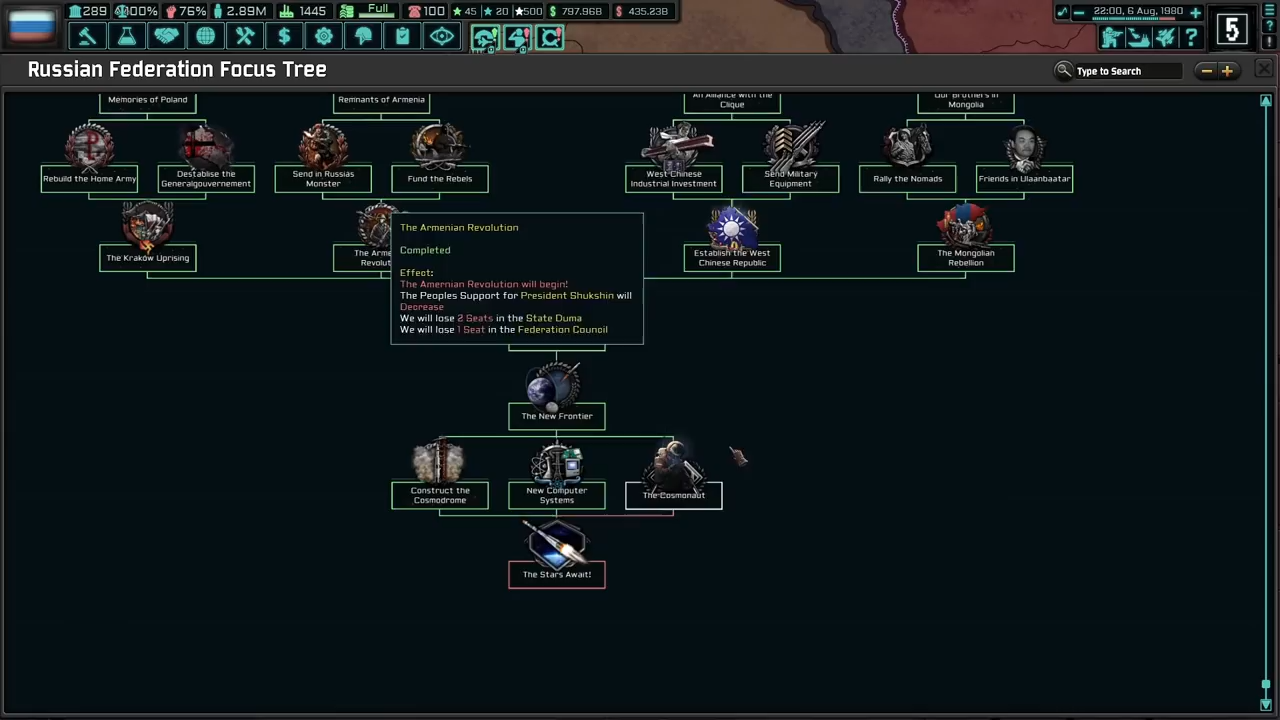 289 100% 76% 2.89M 1445 Full 100 45 20 500 $ 797.96B $ 435.23B
22:00, 6 Aug, 1980
5
Russian Federation Focus Tree
Type to Search
Memories of Poland
Remnants of Armenia
An Alliance with the
Clique
Our Brothers in
Mongolia
Rebuild the Home Army
Destablise the
Generalgouvernement
Send in Russias
Monster
Fund the Rebels
West Chinese
Industrial Investment
Send Military
Equipment
Rally the Nomads
Friends in Ulaanbaatar
The Kraków Uprising
The Arme
Revolut
Establish the West
Chinese Republic
The Mongolian
Rebellion
The Armenian Revolution
Completed
Effect:
The Amernian Revolution will begin!
The Peoples Support for President Shukshin will
Decrease
We will lose 2 Seats in the State Duma
We will lose 1 Seat in the Federation Council
The New Frontier
Construct the
Cosmodrome
New Computer
Systems
The Cosmonaut
The Stars Await!